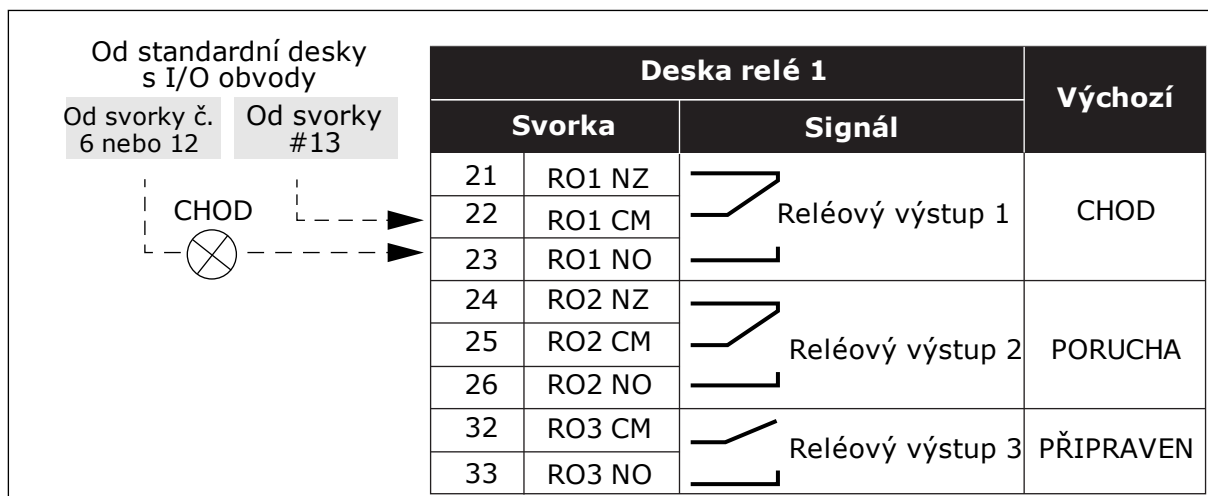 Od standardní desky
s I/O obvody
Od svorky č.
6 nebo 12
Od svorky
#13
CHOD
Deska relé 1
Výchozí
Svorka
Signál
21 RO1 NZ
22 RO1 CM
Reléový výstup 1
CHOD
23 RO1 NO
24 RO2 NZ
25 RO2 CM
Reléový výstup 2
PORUCHA
26 RO2 NO
32 RO3 CM
Reléový výstup 3
PŘIPRAVEN
33 RO3 NO